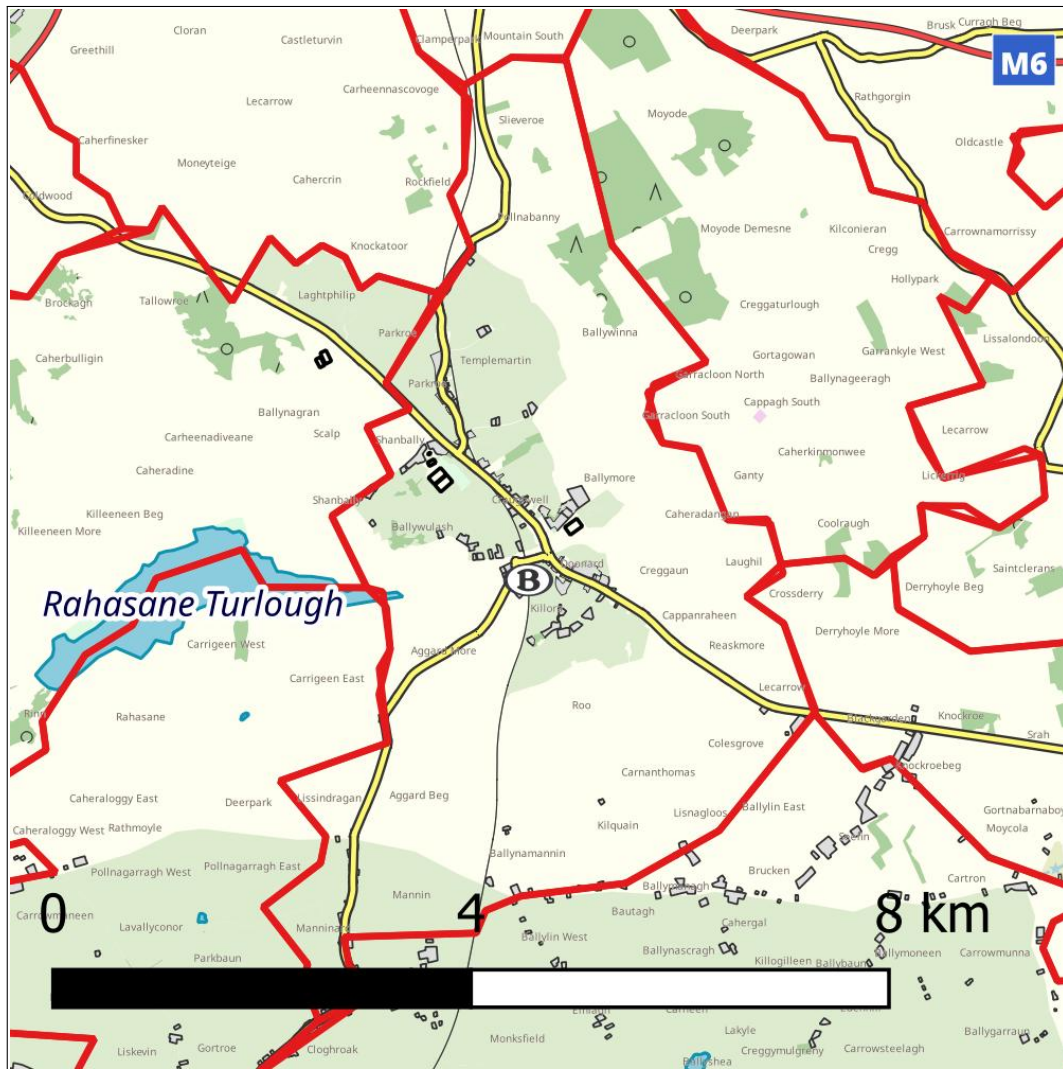 Cloran
Castleturvin
Clamperpark
Mountain South
Deerpark
Brusk
Curragh Beg
Greethill
M6
Carheennascovoge
Lecarrow
Rathgorgin
Slieveroe
Moyode
Caherfinesker
Oldcastle
Moneyteige
Cahercrin
Rockfield
Coldwood
Pollnabanny
Moyode Demesne
Kilconieran
Carrownamorrissy
Knockatoor
Cregg
Hollypark
Brockagh
Tallowroe
Laghtphilip
Creggaturlough
Parkroe
Ballywinna
Lissalondoon
Caherbulligin
Templemartin
Gortagowan
Garrankyle West
Garracloon North
Ballynageeragh
Parkroe
Cappagh South
Ballynagran
Garracloon South
Carheenadiveane
Scalp
Shanbally
Lecarrow
Caherkinmonwee
Caheradine
Ganty
Lickerrig
Ballymore
Shanbally
Craughwell
Killeeneen Beg
Caheradangan
Killeeneen More
Ballywulash
Coolraugh
Laughil
Saintclerans
Creggaun
B
Derryhoyle Beg
Crossderry
Rahasane Turlough
Cappanraheen
Derryhoyle More
Carrigeen West
Aggard More
Reaskmore
Carrigeen East
Lecarrow
Roo
Rahasane
Blackgarden
Knockroe
Srah
Colesgrove
Knockroebeg
Carnanthomas
Caheraloggy East
Deerpark
Lissindragan
Aggard Beg
Lisnagloos
Ballylin East
Caheraloggy West
Rathmoyle
Kilquain
Moycola
Ballynamannin
Pollnagarragh West
Pollnagarragh East
Brucken
Cartron
Mannin
0
4
8 km
Bautagh
Lavallyconor
Cahergal
Ballylin West
Parkbaun
Ballynascragh
Killogilleen
Ballybaun
Ballymoneen
Carrowmunna
Monksfield
Lakyle
Ballygarraun
Liskevin
Gortroe
Cloghroak
Creggymulgreny
Carrowsteelagh